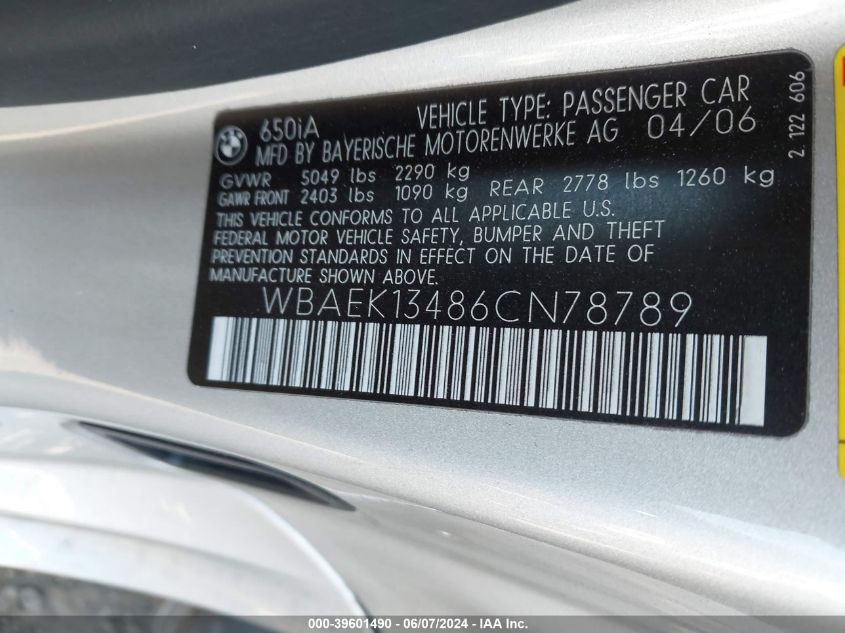 BMW
650iA VEHICLE TYPE: PASSENGER CAR
MFD BY BAYERISCHE MOTORENWERKE AG 04/06
GVWR 5049 lbs 2290 kg
GAWR FRONT 2403 lbs 1090 kg REAR 2778 lbs 1260 kg
THIS VEHICLE CONFORMS TO ALL APPLICABLE U.S.
FEDERAL MOTOR VEHICLE SAFETY, BUMPER AND THEFT
PREVENTION STANDARDS IN EFFECT ON THE DATE OF
MANUFACTURE SHOWN ABOVE.
WBAEK13486CN78789
2 122 606
000-39601490 - 06/07/2024 - IAA Inc.